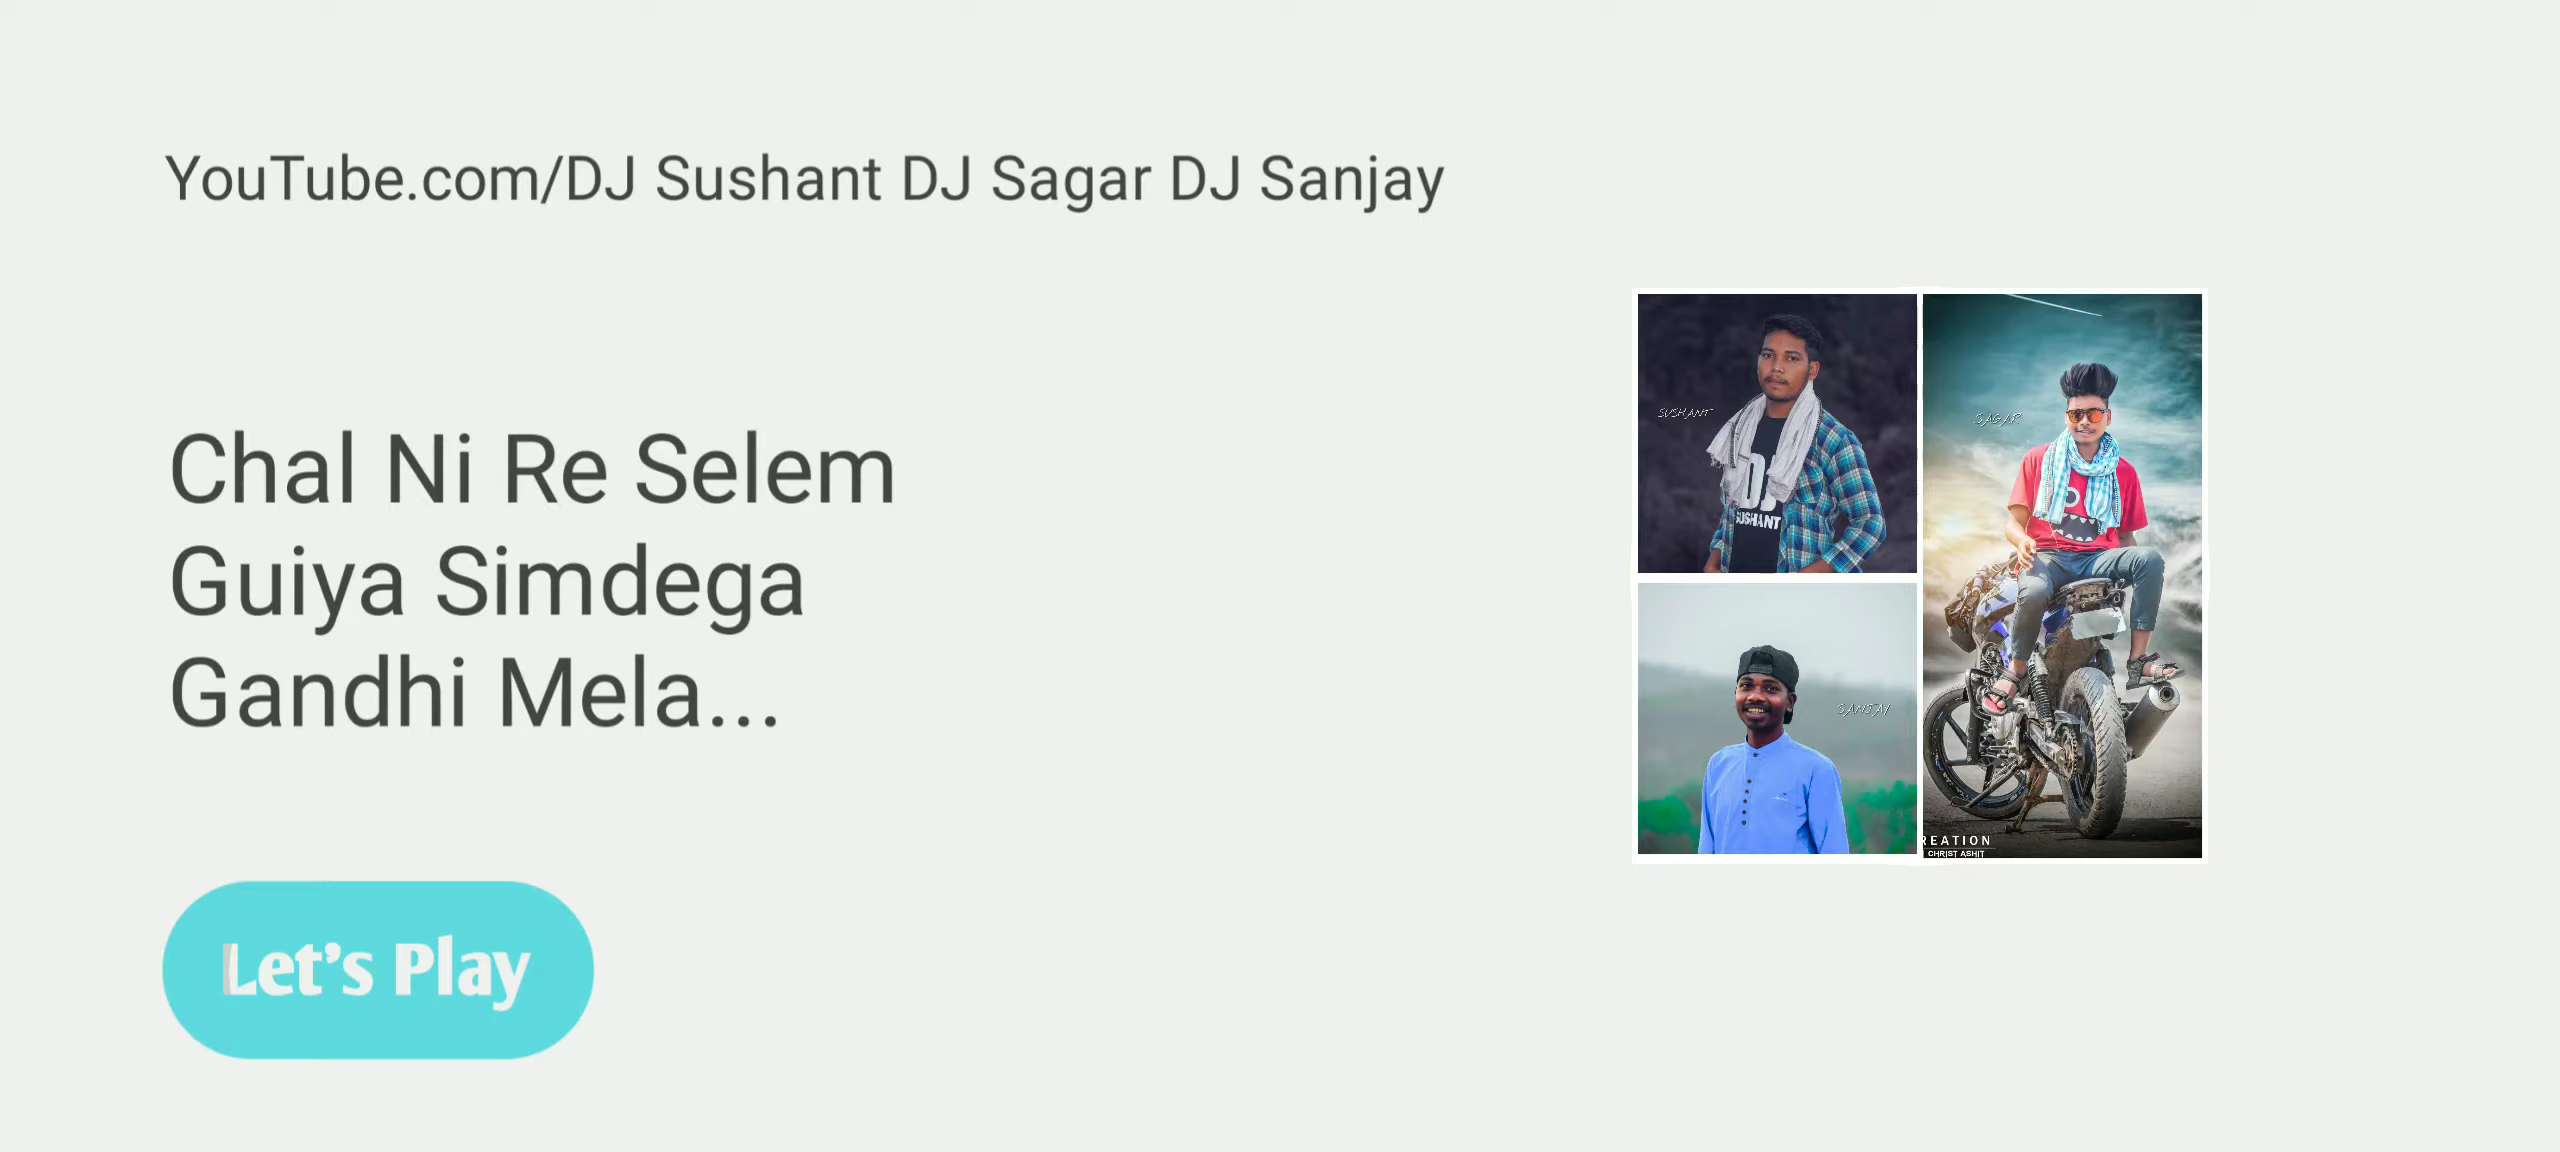 YouTube.com/DJ Sushant DJ Sagar DJ Sanjay
Chal Ni Re Selem
Guiya Simdega
Gandhi Mela...
Let's Play
SUSHANT
DJ
SUSHANT
SAGAR
SANJAY
REATION
CHRIST ASHIT